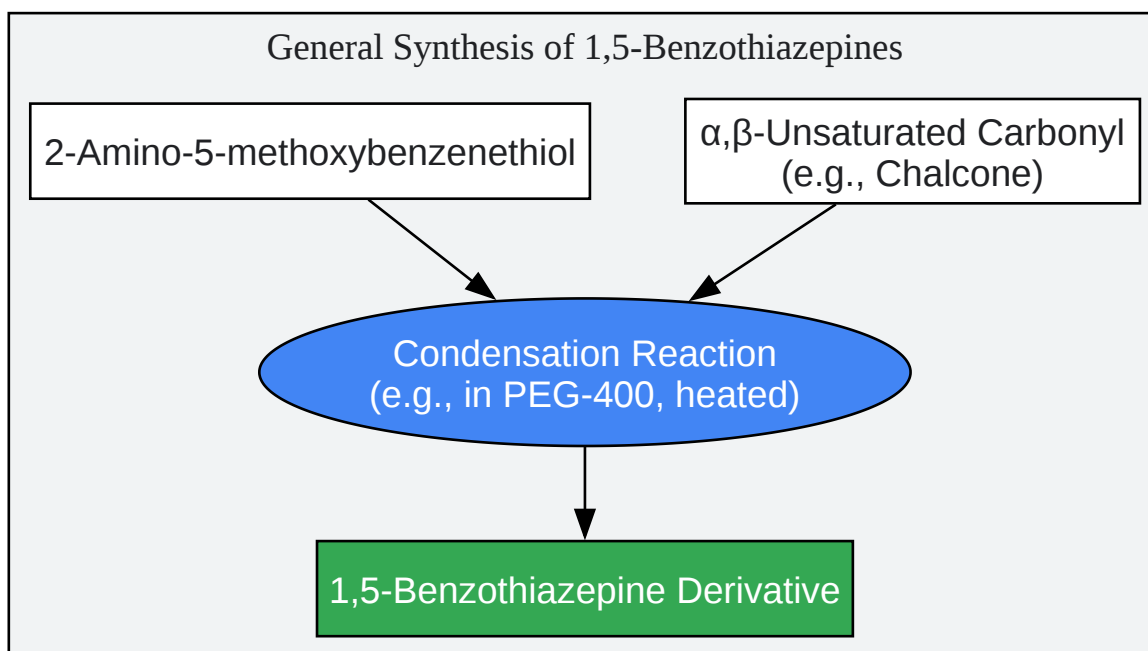 General Synthesis of 1,5-Benzothiazepines
2-Amino-5-methoxybenzenethiol
α,β-Unsaturated Carbonyl
(e.g., Chalcone)
Condensation Reaction
(e.g., in PEG-400, heated)
1,5-Benzothiazepine Derivative